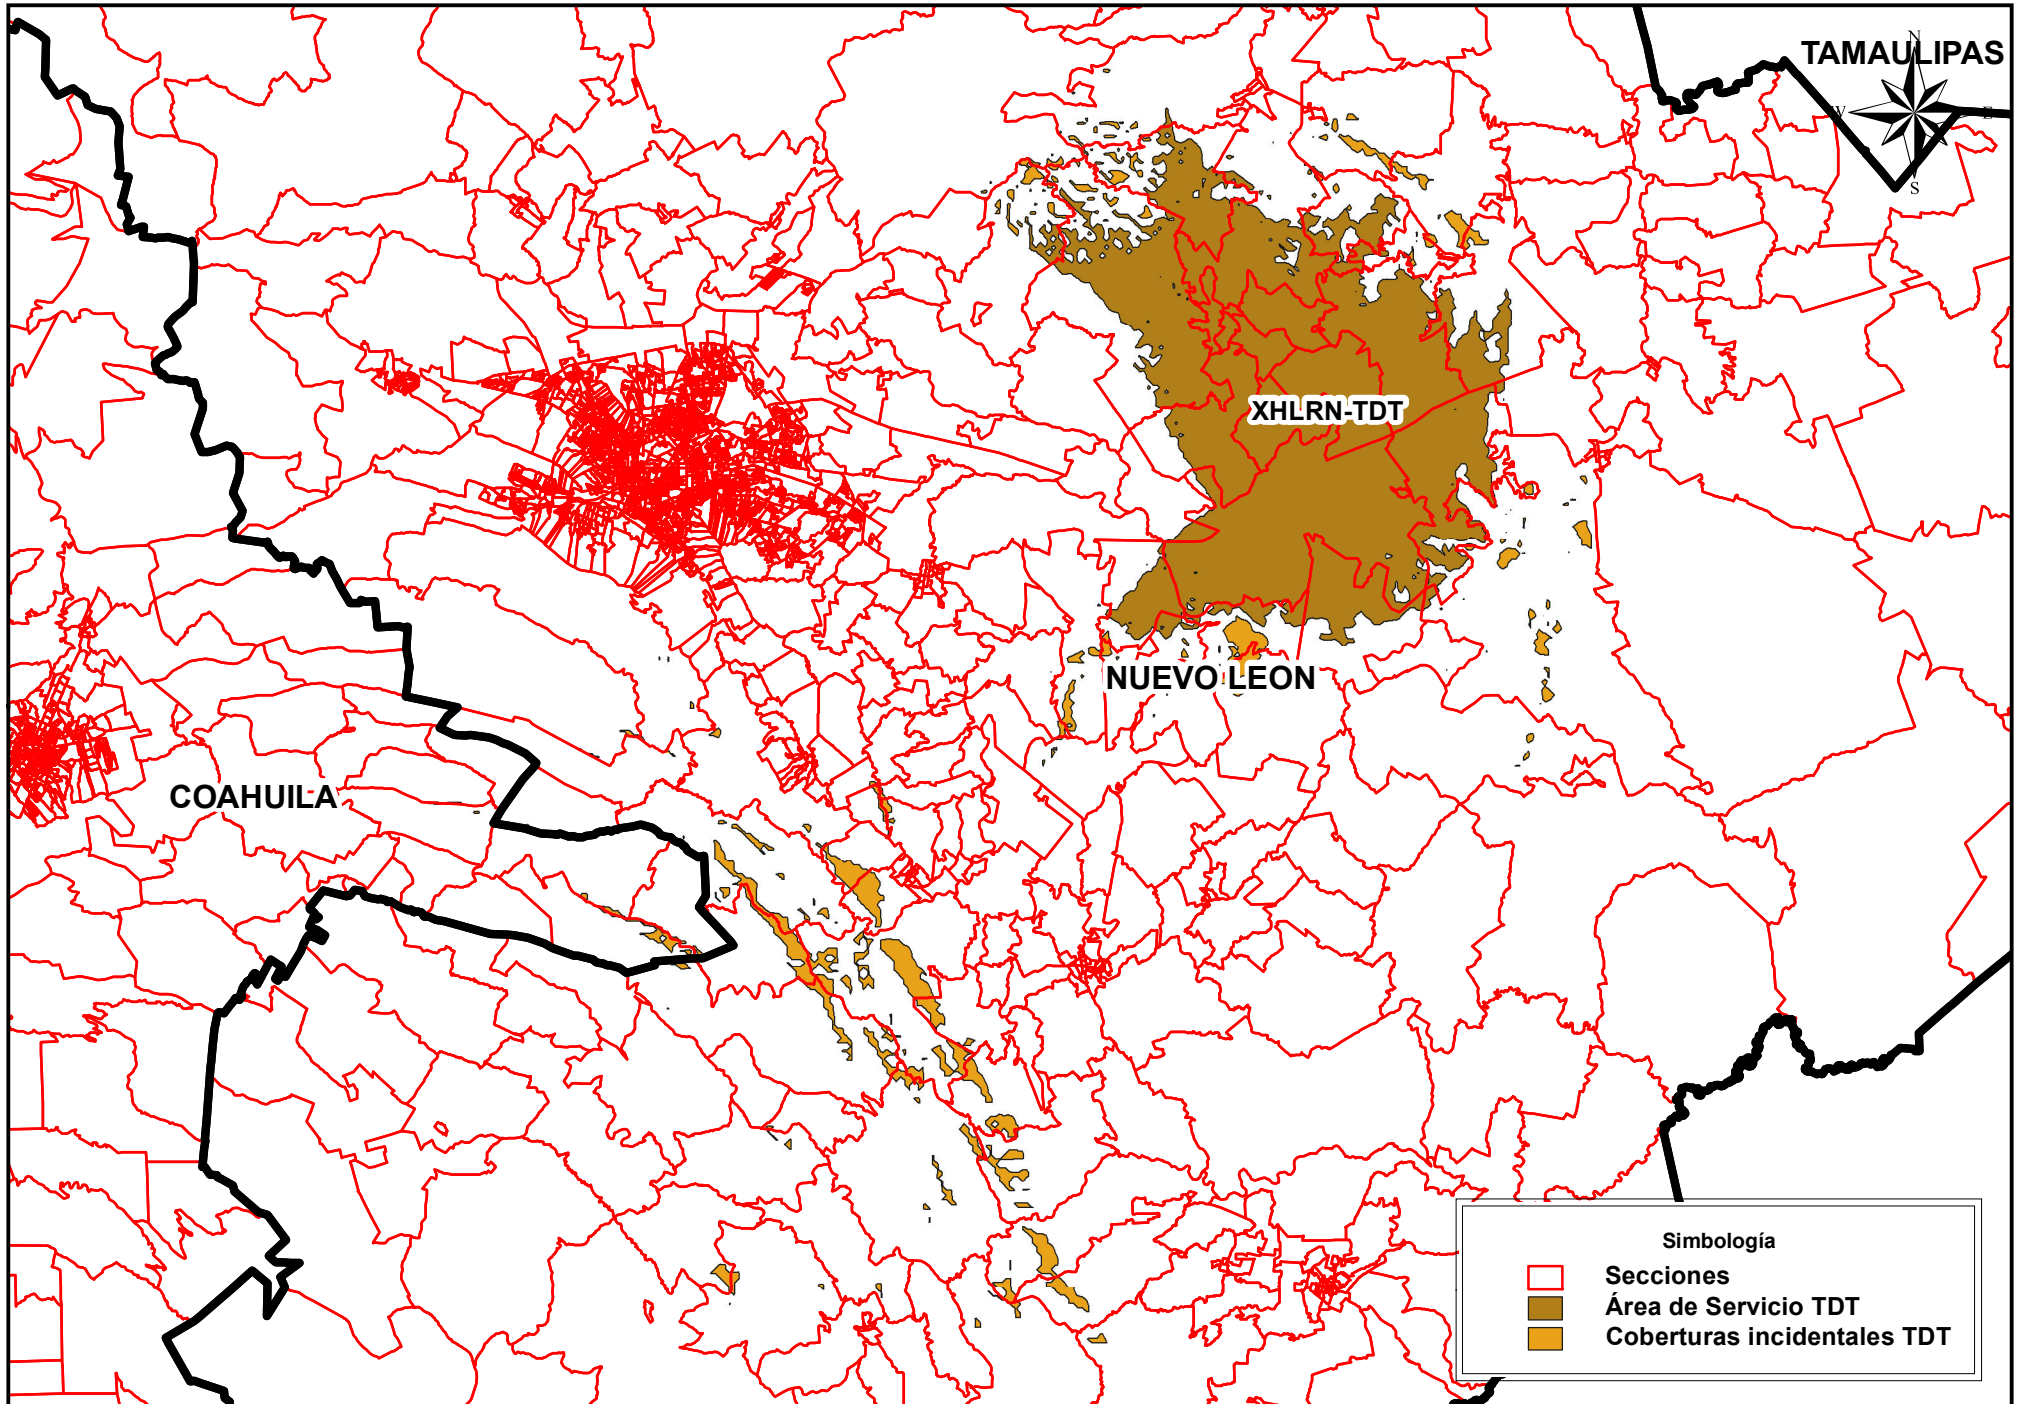 TAMAULIPAS
N
W
E
S
XHLRN-TDT
NUEVO LEON
COAHUILA
Simbología
Secciones
Área de Servicio TDT
Coberturas incidentales TDT